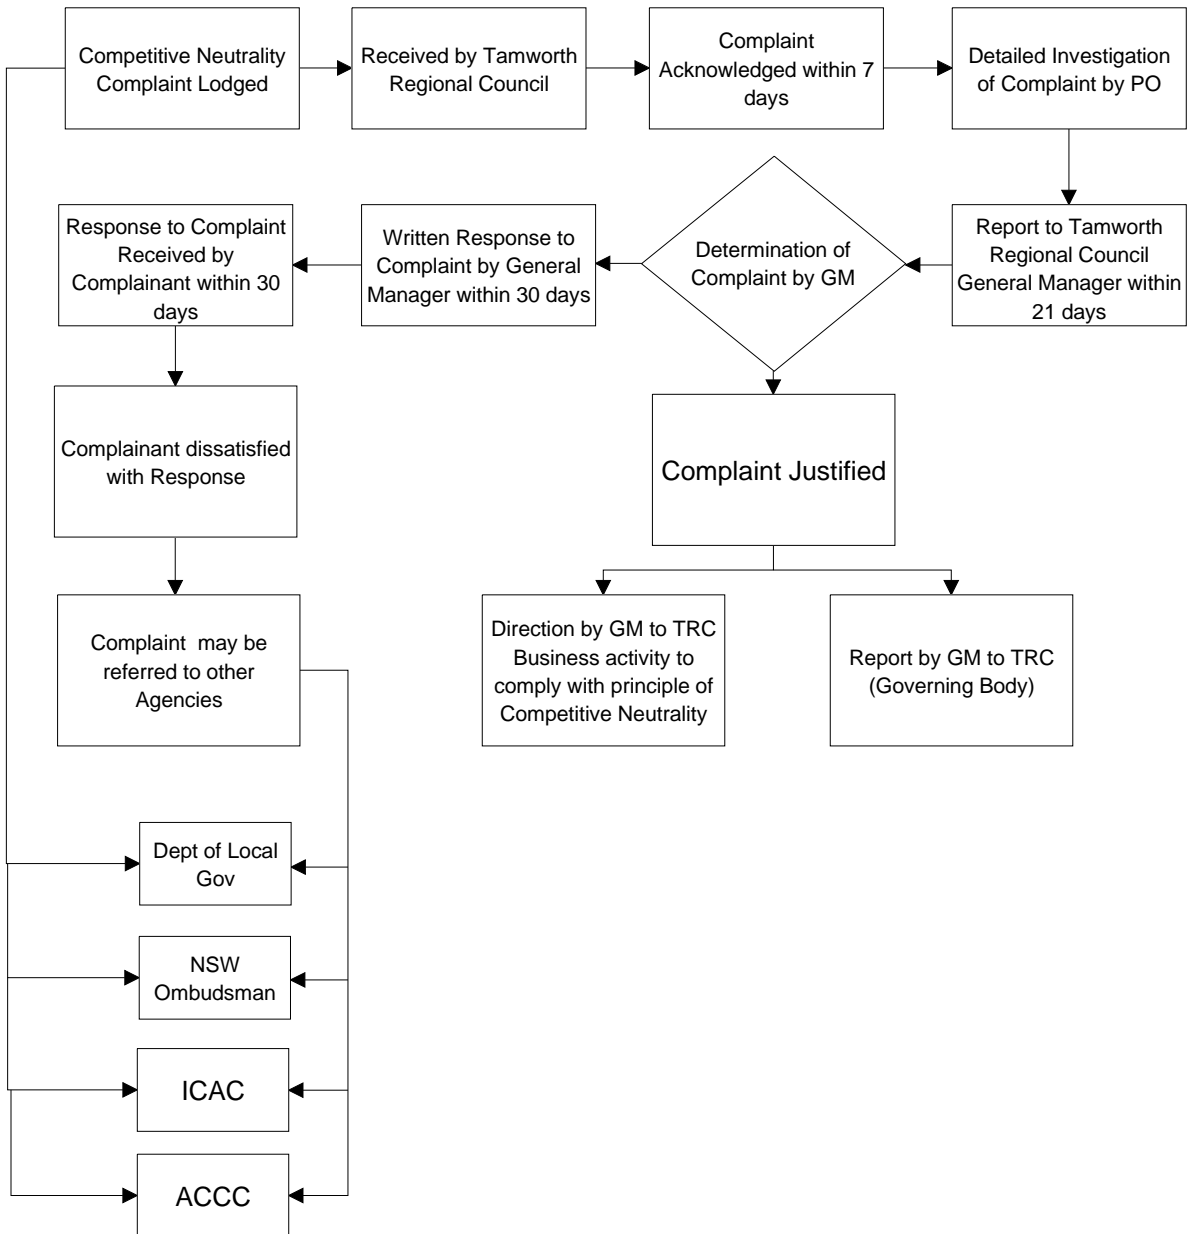 Competitive Neutrality
Complaint Lodged
Received by Tamworth
Regional Council
Complaint
Acknowledged within 7
days
Detailed Investigation
of Complaint by PO
Response to Complaint
Received by
Complainant within 30
days
Written Response to
Complaint by General
Manager within 30 days
Determination of
Complaint by GM
Report to Tamworth
Regional Council
General Manager within
21 days
Complainant dissatisfied
with Response
Complaint Justified
Complaint may be
referred to other
Agencies
Direction by GM to TRC
Business activity to
comply with principle of
Competitive Neutrality
Report by GM to TRC
(Governing Body)
Dept of Local
Gov
NSW
Ombudsman
ICAC
ACCC